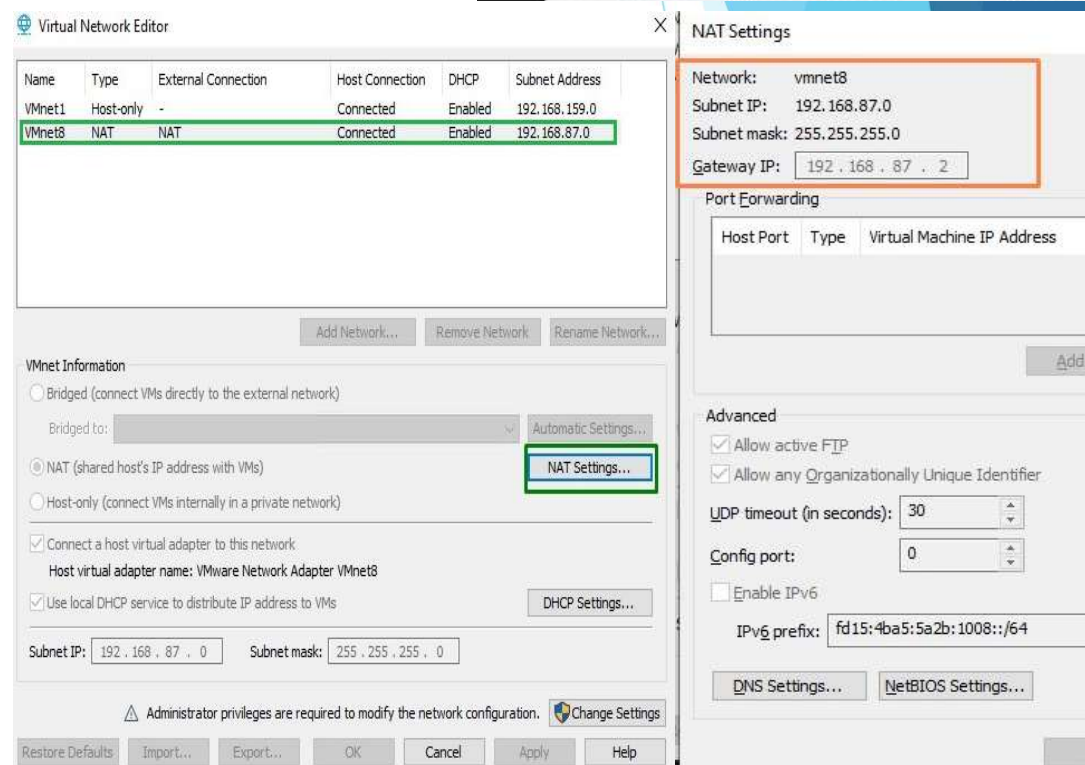 Virtual Network Editor X
Name Type External Connection Host Connection DHCP Subnet Address
VMnet1 Host-only - Connected Enabled 192.168.159.0
VMnet8 NAT NAT Connected Enabled 192.168.87.0
Add Network... Remove Network Rename Network...
VMnet Information
Bridged (connect VMs directly to the external network)
Bridged to: Automatic Settings...
NAT (shared host's IP address with VMs) NAT Settings...
Host-only (connect VMs internally in a private network)
Connect a host virtual adapter to this network
Host virtual adapter name: VMware Network Adapter VMnet8
Use local DHCP service to distribute IP address to VMs DHCP Settings...
Subnet IP: 192 . 168 . 87 . 0 Subnet mask: 255 . 255 . 255 . 0
Administrator privileges are required to modify the network configuration. Change Settings
Restore Defaults Import... Export... OK Cancel Apply Help
NAT Settings
Network: vmnet8
Subnet IP: 192.168.87.0
Subnet mask: 255.255.255.0
Gateway IP: 192 . 168 . 87 . 2
Port Forwarding
Host Port Type Virtual Machine IP Address
Add
Advanced
Allow active FTP
Allow any Organizationally Unique Identifier
UDP timeout (in seconds): 30
Config port: 0
Enable IPv6
IPv6 prefix: fd15:4ba5:5a2b:1008::/64
DNS Settings... NetBIOS Settings...